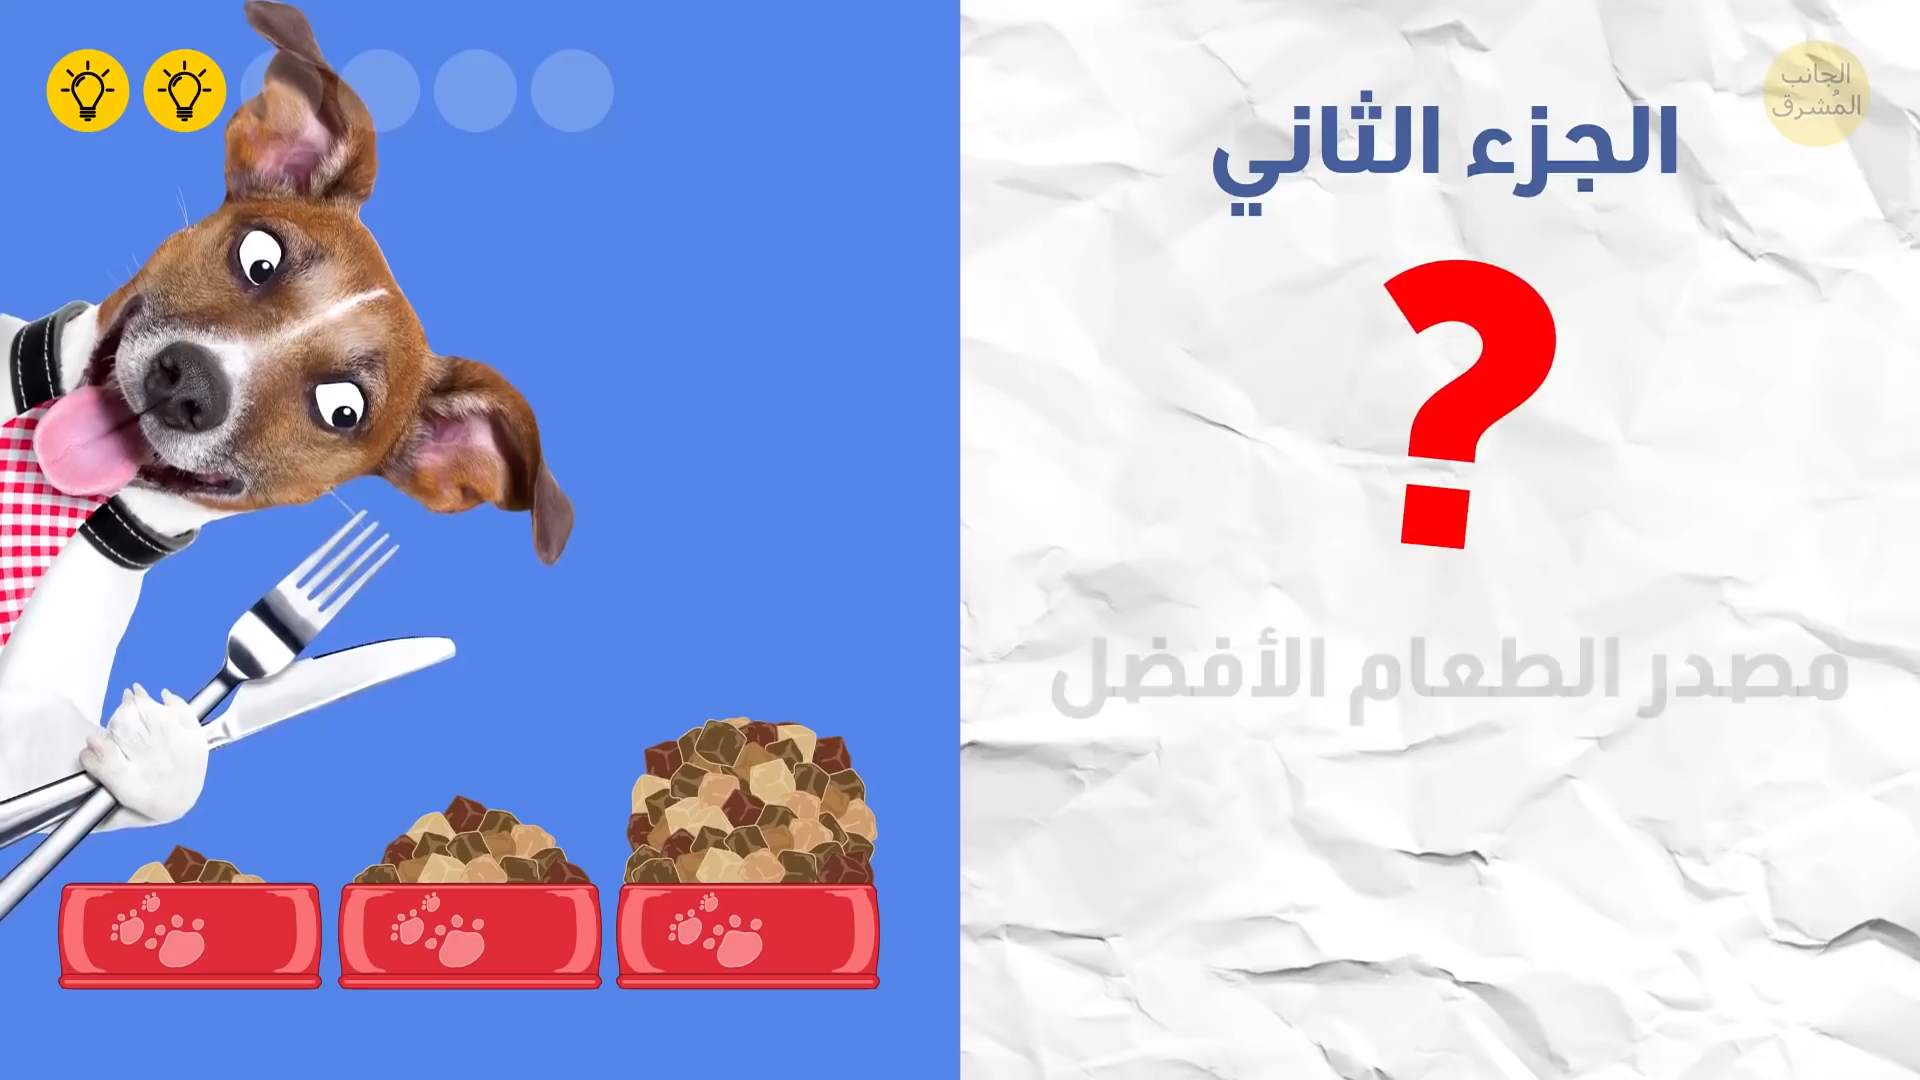 الجانب
المُشرق
الجزء الثاني
?
مصدر الطعام الأفضل